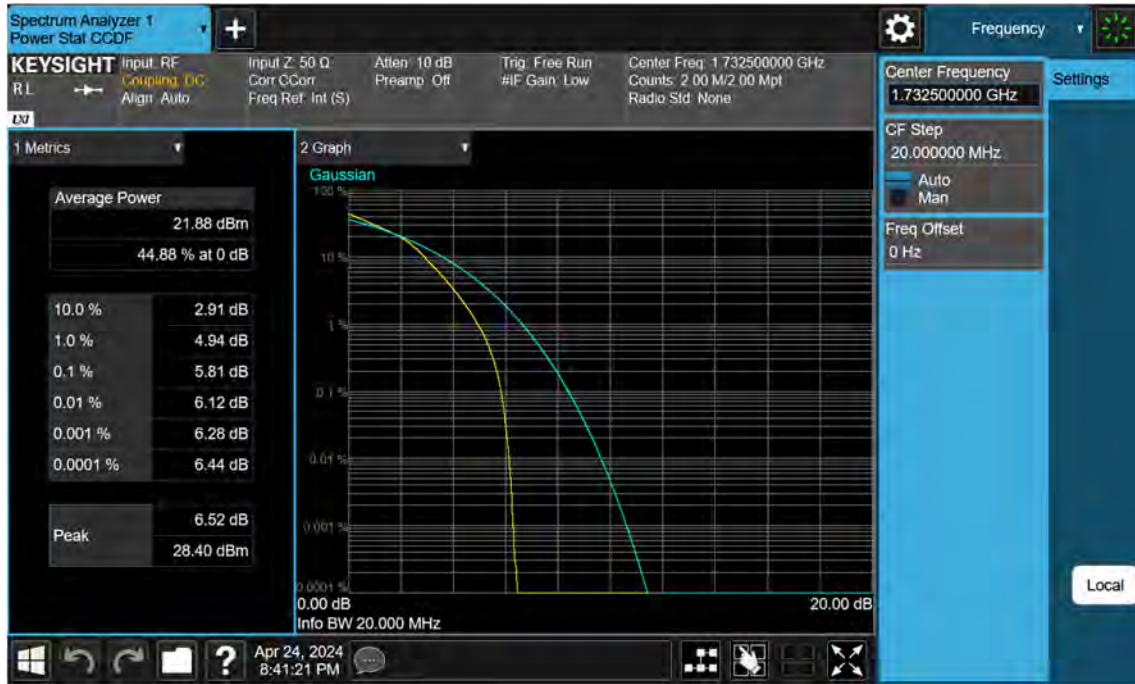 Spectrum Analyzer 1
Power Stat CCDF
Frequency
KEYSIGHT
RL
LXI
Input: RF
Coupling: DC
Align: Auto
Input Z: 50 Ω
Corr CCorr
Freq Ref: Int (S)
Atten: 10 dB
Preamp: Off
Trig: Free Run
#IF Gain: Low
Center Freq: 1.732500000 GHz
Counts: 2.00 M/2.00 Mpt
Radio Std: None
Center Frequency
1.732500000 GHz
Settings
CF Step
20.000000 MHz
Auto
Man
Freq Offset
0 Hz
1 Metrics
Average Power
21.88 dBm
44.88 % at 0 dB
10.0 % 2.91 dB
1.0 % 4.94 dB
0.1 % 5.81 dB
0.01 % 6.12 dB
0.001 % 6.28 dB
0.0001 % 6.44 dB
Peak
6.52 dB
28.40 dBm
2 Graph
Gaussian
100 %
10 %
1 %
0.1 %
0.01 %
0.001 %
0.0001 %
0.00 dB 20.00 dB
Info BW 20.000 MHz
Local
Apr 24, 2024
8:41:21 PM